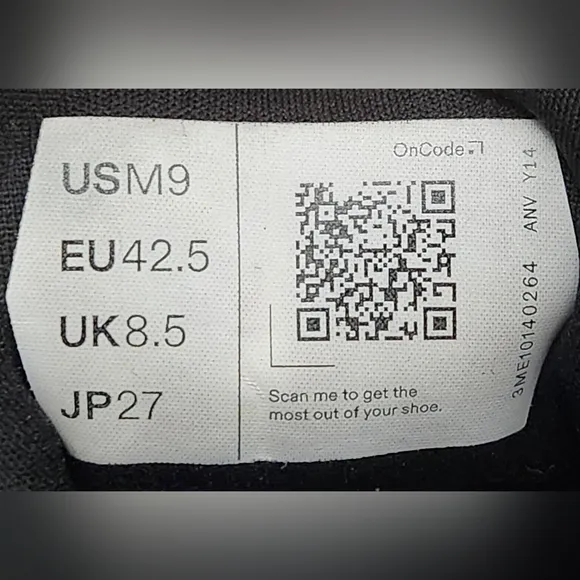 USM9
EU42.5
UK8.5
JP27
OnCode
Scan me to get the
most out of your shoe.
3ME10140264 ANV Y14